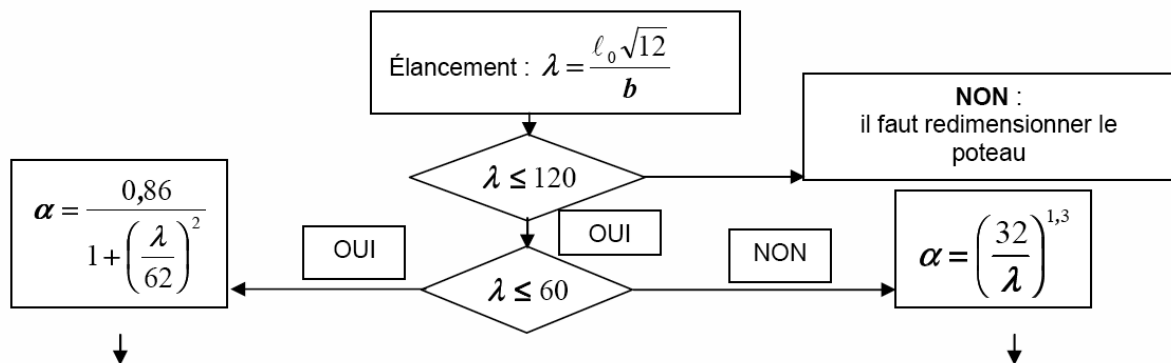 Élancement : λ = ℓ₀√12 / b
NON :
il faut redimensionner le
poteau
λ ≤ 120
α = 0,86 / (1 + (λ/62)²)
OUI
OUI
NON
λ ≤ 60
α = (32/λ)^1,3